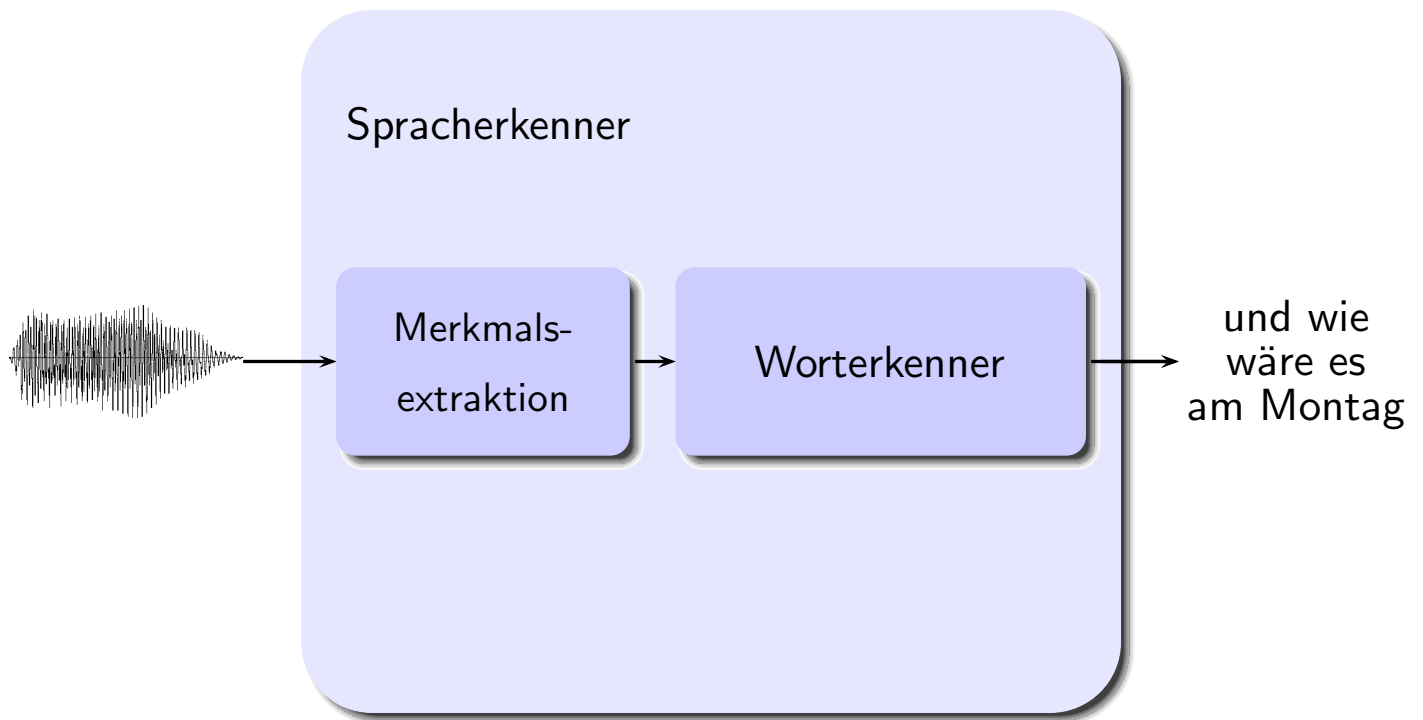 Spracherkenner
Merkmals-
extraktion
Worterkenner
und wie
wäre es
am Montag